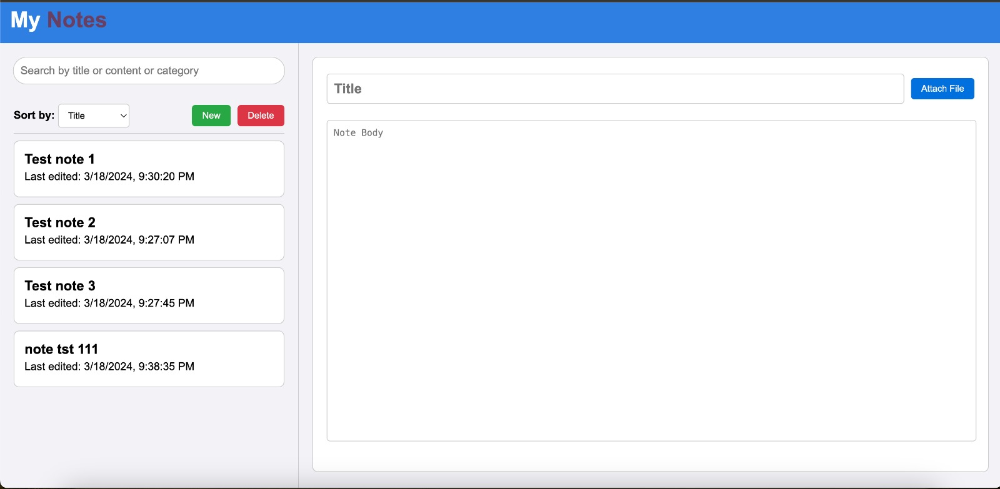 My Notes
Search by title or content or category
Sort by: Title New Delete
Test note 1
Last edited: 3/18/2024, 9:30:20 PM
Test note 2
Last edited: 3/18/2024, 9:27:07 PM
Test note 3
Last edited: 3/18/2024, 9:27:45 PM
note tst 111
Last edited: 3/18/2024, 9:38:35 PM
Title Attach File
Note Body